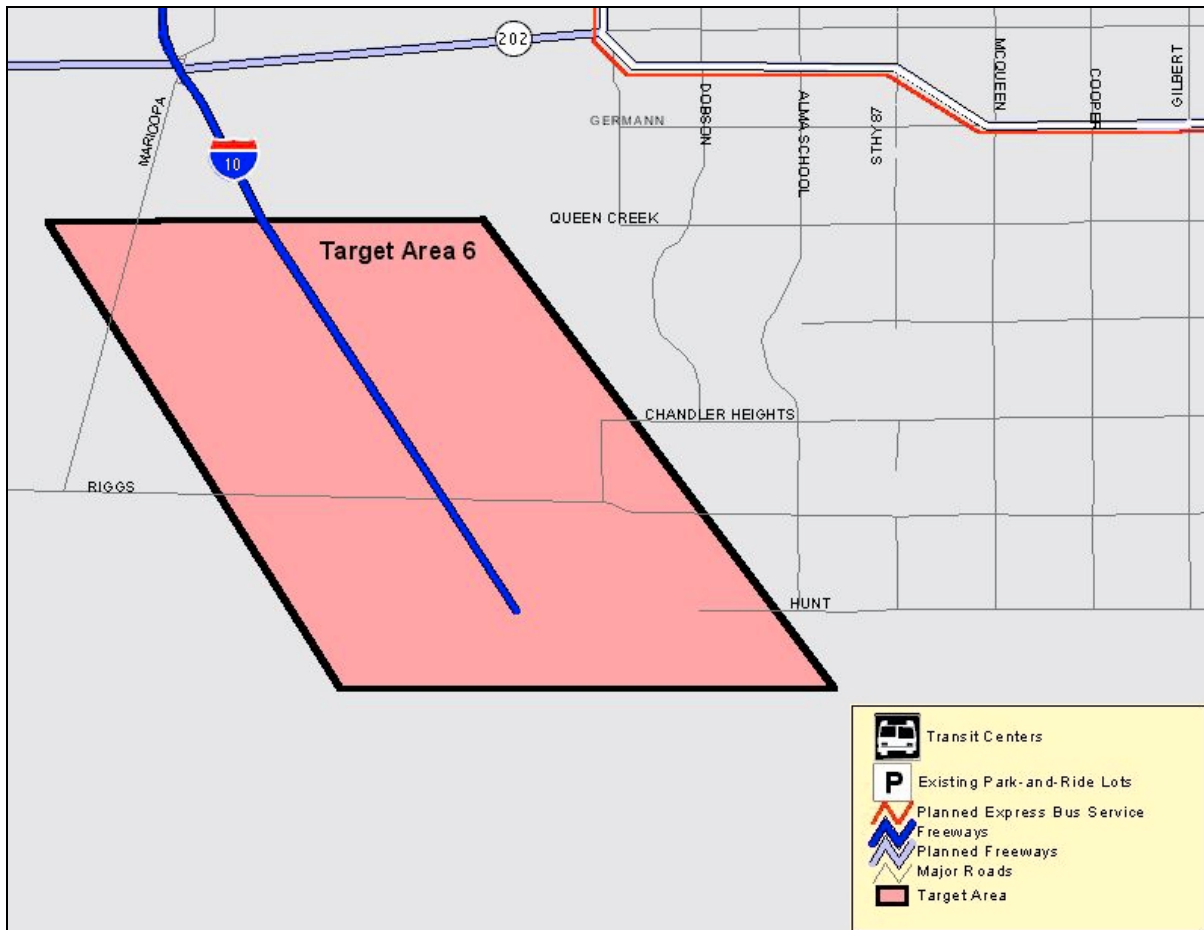 202
MCQUEEN
COOPER
GILBERT
MARICOPA
DOBSON
ALMA SCHOOL
STHY 87
GERMANN
10
QUEEN CREEK
Target Area 6
CHANDLER HEIGHTS
RIGGS
HUNT
Transit Centers
P
Existing Park-and-Ride Lots
Planned Express Bus Service
Freeways
Planned Freeways
Major Roads
Target Area